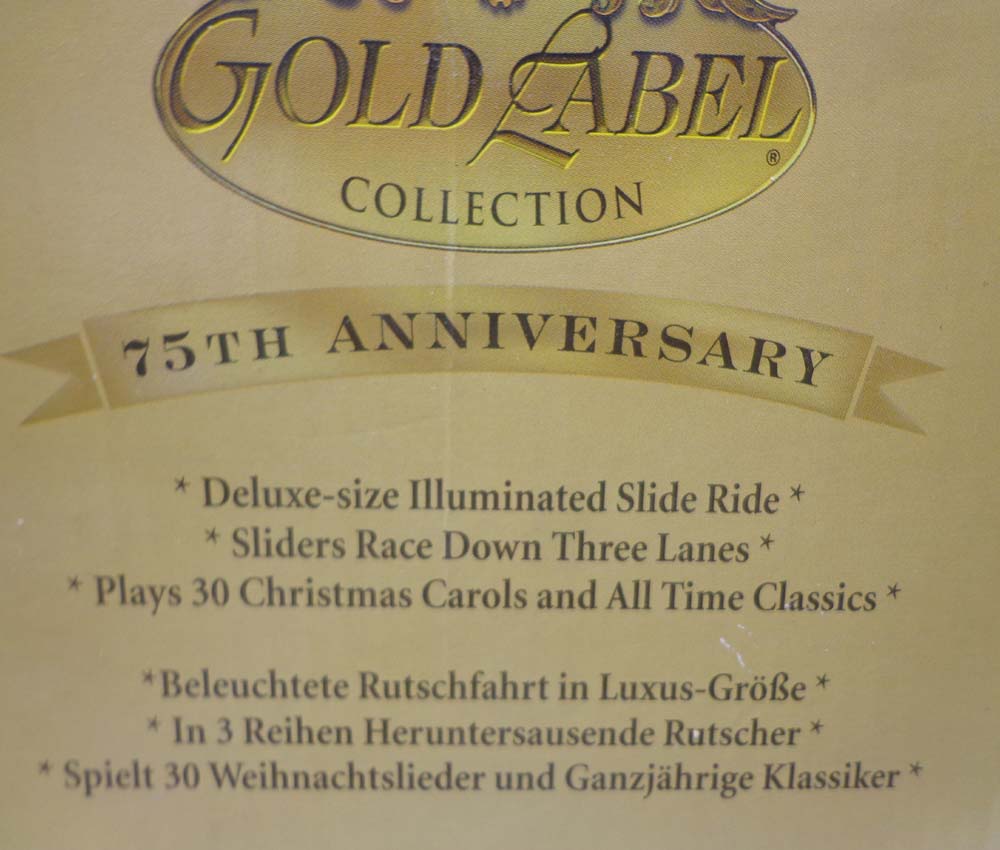 GOLD LABEL ®
COLLECTION
75TH ANNIVERSARY
* Deluxe-size Illuminated Slide Ride *
* Sliders Race Down Three Lanes *
* Plays 30 Christmas Carols and All Time Classics *
*Beleuchtete Rutschfahrt in Luxus-Größe *
* In 3 Reihen Heruntersausende Rutscher *
* Spielt 30 Weihnachtslieder und Ganzjährige Klassiker *